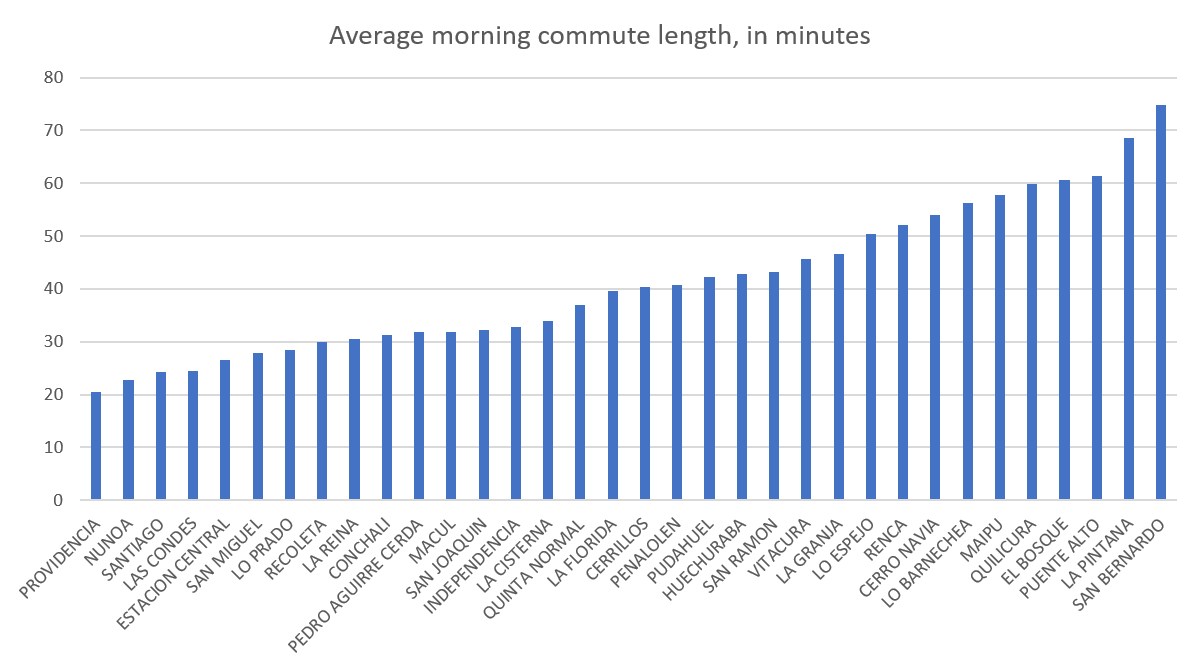 Average morning commute length, in minutes
80
70
60
50
40
30
20
10
0
PROVIDENCIA
NUNOA
SANTIAGO
LAS CONDES
ESTACION CENTRAL
SAN MIGUEL
LO PRADO
RECOLETA
LA REINA
CONCHALI
PEDRO AGUIRRE CERDA
MACUL
SAN JOAQUIN
INDEPENDENCIA
LA CISTERNA
QUINTA NORMAL
LA FLORIDA
CERRILLOS
PENALOLEN
PUDAHUEL
HUECHURABA
SAN RAMON
VITACURA
LA GRANJA
LO ESPEJO
RENCA
CERRO NAVIA
LO BARNECHEA
MAIPU
QUILICURA
EL BOSQUE
PUENTE ALTO
LA PINTANA
SAN BERNARDO